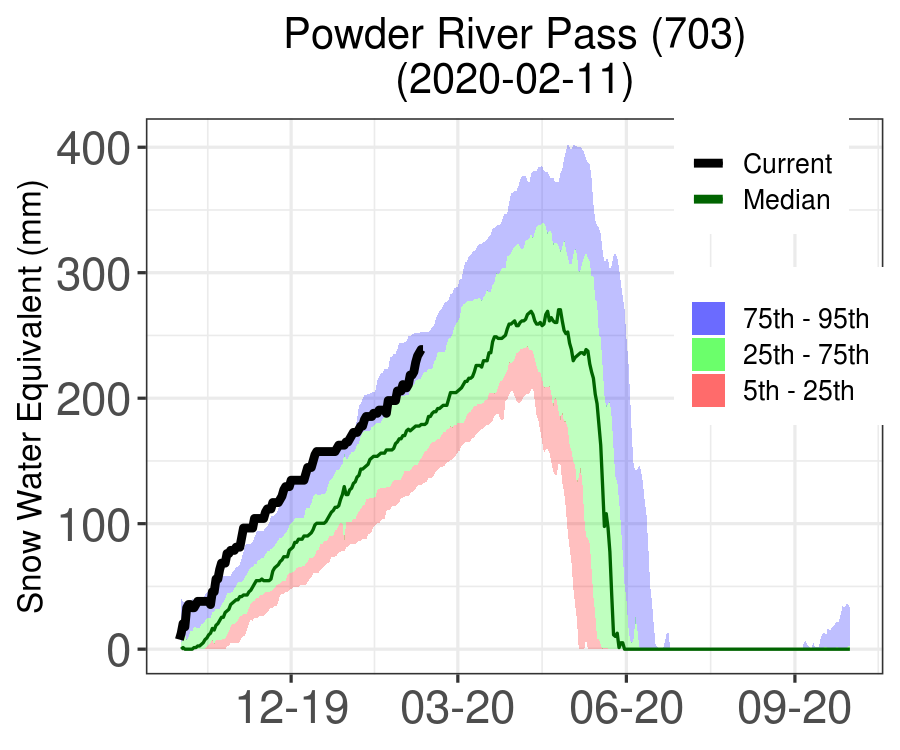 Powder River Pass (703)
(2020-02-11)
Snow Water Equivalent (mm)
400
300
200
100
0
12-19
03-20
06-20
09-20
Current
Median
75th - 95th
25th - 75th
5th - 25th